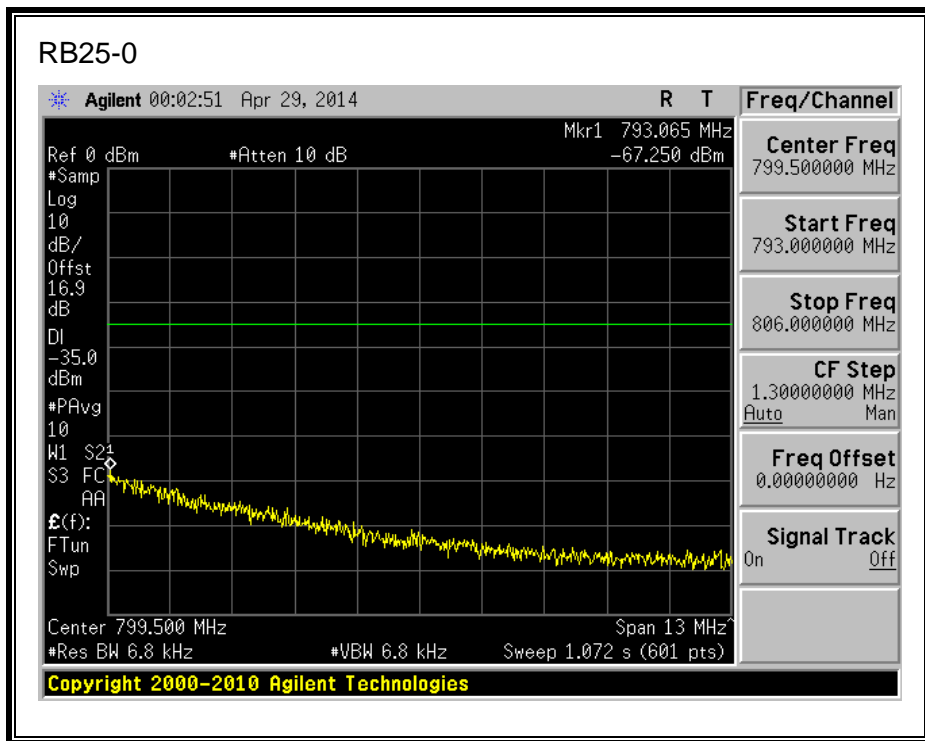 RB25-0
Agilent 00:02:51 Apr 29, 2014 R T
Freq/Channel
Mkr1 793.065 MHz
Ref 0 dBm #Atten 10 dB -67.250 dBm
#Samp
Log
10
dB/
Offst
16.9
dB
DI
-35.0
dBm
#PAvg
10
W1 S2
S3 FC
AA
£(f):
FTun
Swp
1
Center 799.500 MHz Span 13 MHz^
#Res BW 6.8 kHz #VBW 6.8 kHz Sweep 1.072 s (601 pts)
Center Freq
799.500000 MHz
Start Freq
793.000000 MHz
Stop Freq
806.000000 MHz
CF Step
1.30000000 MHz
Auto Man
Freq Offset
0.00000000 Hz
Signal Track
On Off
Copyright 2000-2010 Agilent Technologies